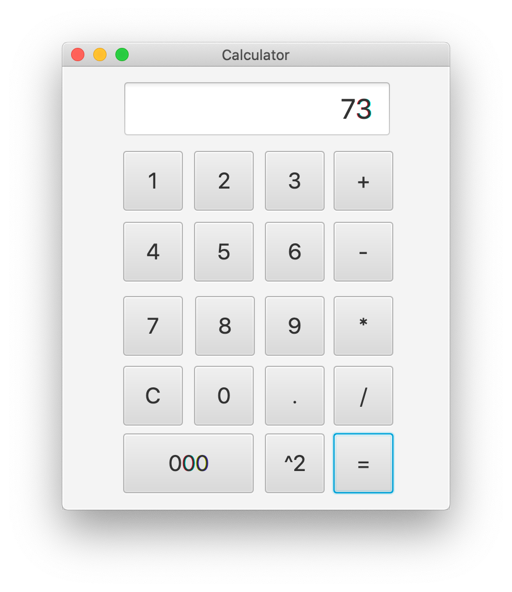 Calculator
73
1 2 3 +
4 5 6 -
7 8 9 *
C 0 . /
000 ^2 =